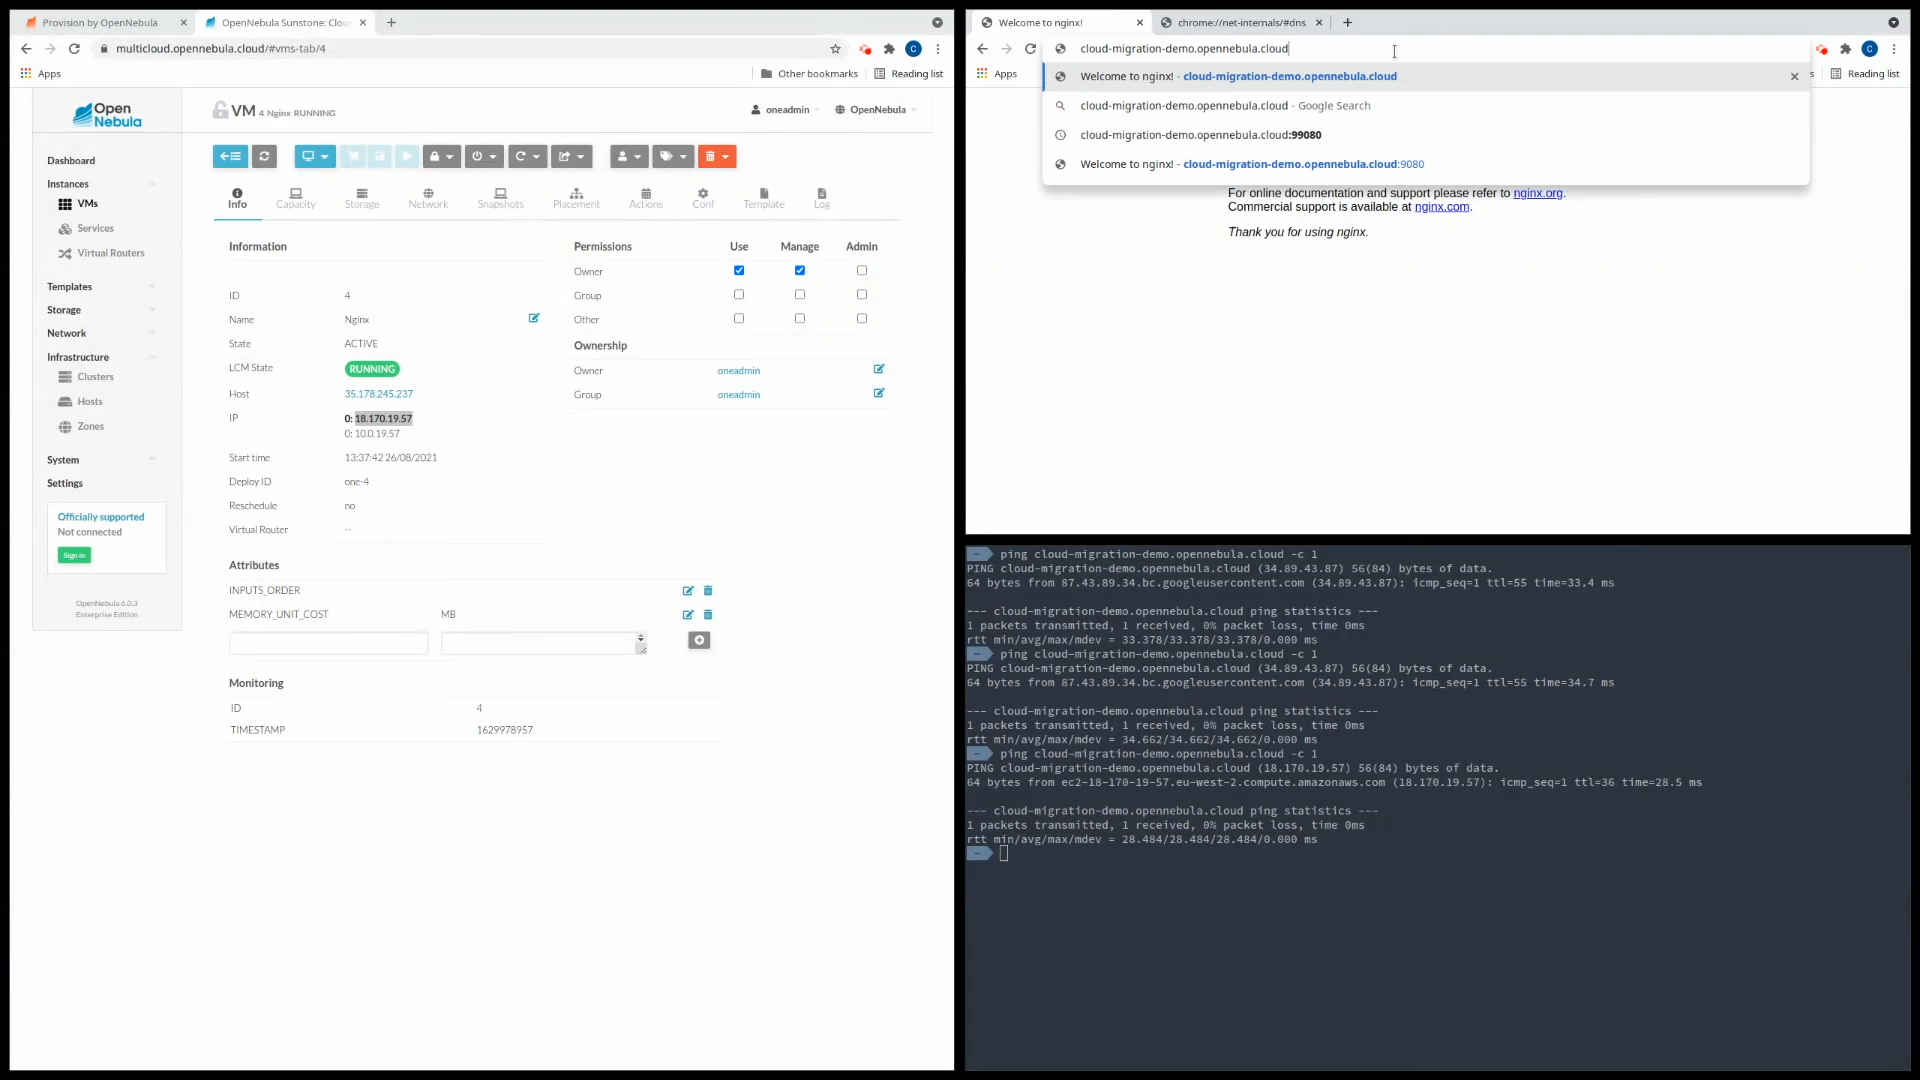 Provision by OpenNebula
OpenNebula Sunstone: Clou
multicloud.opennebula.cloud/#vms-tab/4
C
Apps
Other bookmarks
Reading list
Open
Nebula
VM 4 Nginx RUNNING
oneadmin
OpenNebula
Dashboard
Instances
VMs
Services
Virtual Routers
Templates
Storage
Network
Infrastructure
Clusters
Hosts
Zones
System
Settings
Officially supported
Not connected
Sign in
OpenNebula 6.0.3
Enterprise Edition
Info
Capacity
Storage
Network
Snapshots
Placement
Actions
Conf
Template
Log
Information
ID 4
Name Nginx
State ACTIVE
LCM State RUNNING
Host 35.178.245.237
IP 0: 18.170.19.57
0: 10.0.19.57
Start time 13:37:42 26/08/2021
Deploy ID one-4
Reschedule no
Virtual Router --
Permissions Use Manage Admin
Owner
Group
Other
Ownership
Owner oneadmin
Group oneadmin
Attributes
INPUTS_ORDER
MEMORY_UNIT_COST MB
Monitoring
ID 4
TIMESTAMP 1629978957
Welcome to nginx!
chrome://net-internals/#dns
cloud-migration-demo.opennebula.cloud
C
Apps
s
Reading list
Welcome to nginx! - cloud-migration-demo.opennebula.cloud
cloud-migration-demo.opennebula.cloud - Google Search
cloud-migration-demo.opennebula.cloud:99080
Welcome to nginx! - cloud-migration-demo.opennebula.cloud:9080
For online documentation and support please refer to nginx.org.
Commercial support is available at nginx.com.
Thank you for using nginx.
~ ping cloud-migration-demo.opennebula.cloud -c 1
PING cloud-migration-demo.opennebula.cloud (34.89.43.87) 56(84) bytes of data.
64 bytes from 87.43.89.34.bc.googleusercontent.com (34.89.43.87): icmp_seq=1 ttl=55 time=33.4 ms
--- cloud-migration-demo.opennebula.cloud ping statistics ---
1 packets transmitted, 1 received, 0% packet loss, time 0ms
rtt min/avg/max/mdev = 33.378/33.378/33.378/0.000 ms
~ ping cloud-migration-demo.opennebula.cloud -c 1
PING cloud-migration-demo.opennebula.cloud (34.89.43.87) 56(84) bytes of data.
64 bytes from 87.43.89.34.bc.googleusercontent.com (34.89.43.87): icmp_seq=1 ttl=55 time=34.7 ms
--- cloud-migration-demo.opennebula.cloud ping statistics ---
1 packets transmitted, 1 received, 0% packet loss, time 0ms
rtt min/avg/max/mdev = 34.662/34.662/34.662/0.000 ms
~ ping cloud-migration-demo.opennebula.cloud -c 1
PING cloud-migration-demo.opennebula.cloud (18.170.19.57) 56(84) bytes of data.
64 bytes from ec2-18-170-19-57.eu-west-2.compute.amazonaws.com (18.170.19.57): icmp_seq=1 ttl=36 time=28.5 ms
--- cloud-migration-demo.opennebula.cloud ping statistics ---
1 packets transmitted, 1 received, 0% packet loss, time 0ms
rtt min/avg/max/mdev = 28.484/28.484/28.484/0.000 ms
~